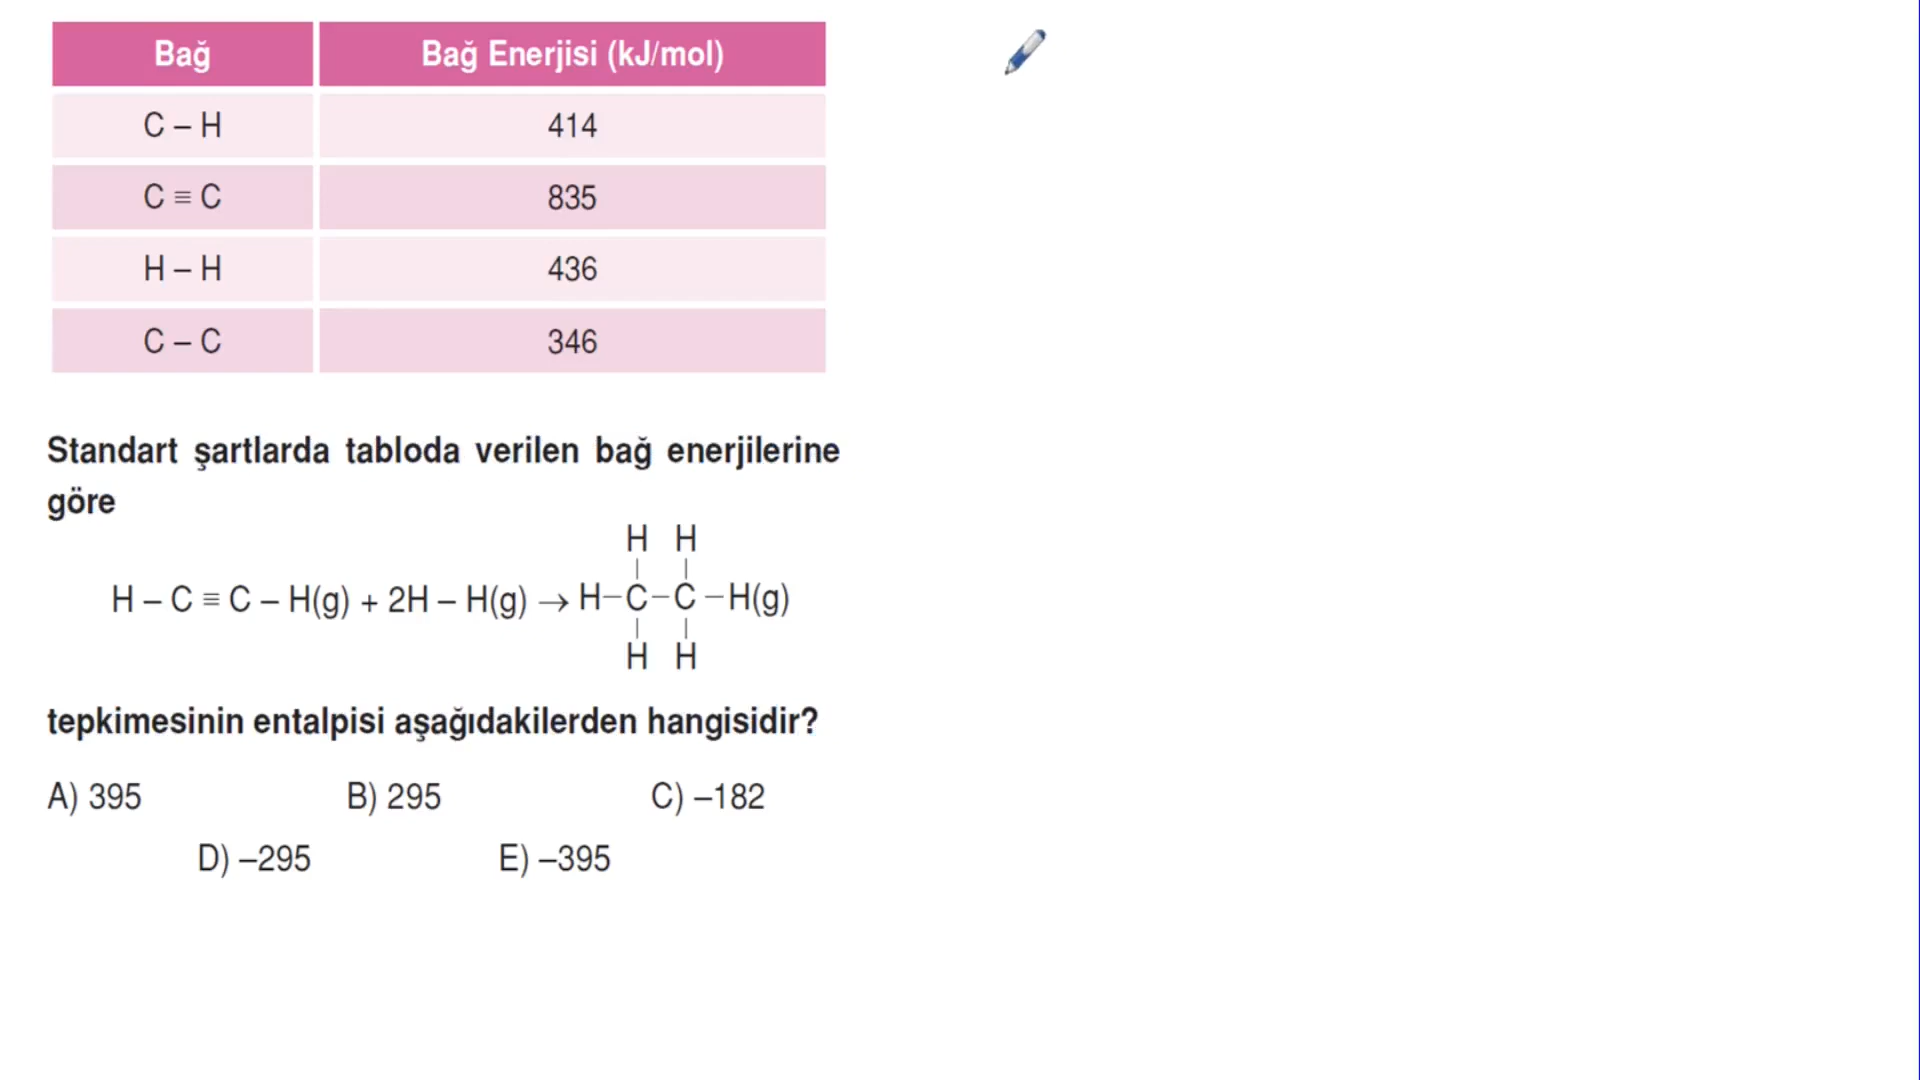 Bağ Bağ Enerjisi (kJ/mol)
C – H 414
C ≡ C 835
H – H 436
C – C 346
Standart şartlarda tabloda verilen bağ enerjilerine
göre
H H
| |
H – C ≡ C – H(g) + 2H – H(g) → H–C–C–H(g)
| |
H H
tepkimesinin entalpisi aşağıdakilerden hangisidir?
A) 395 B) 295 C) –182
D) –295 E) –395